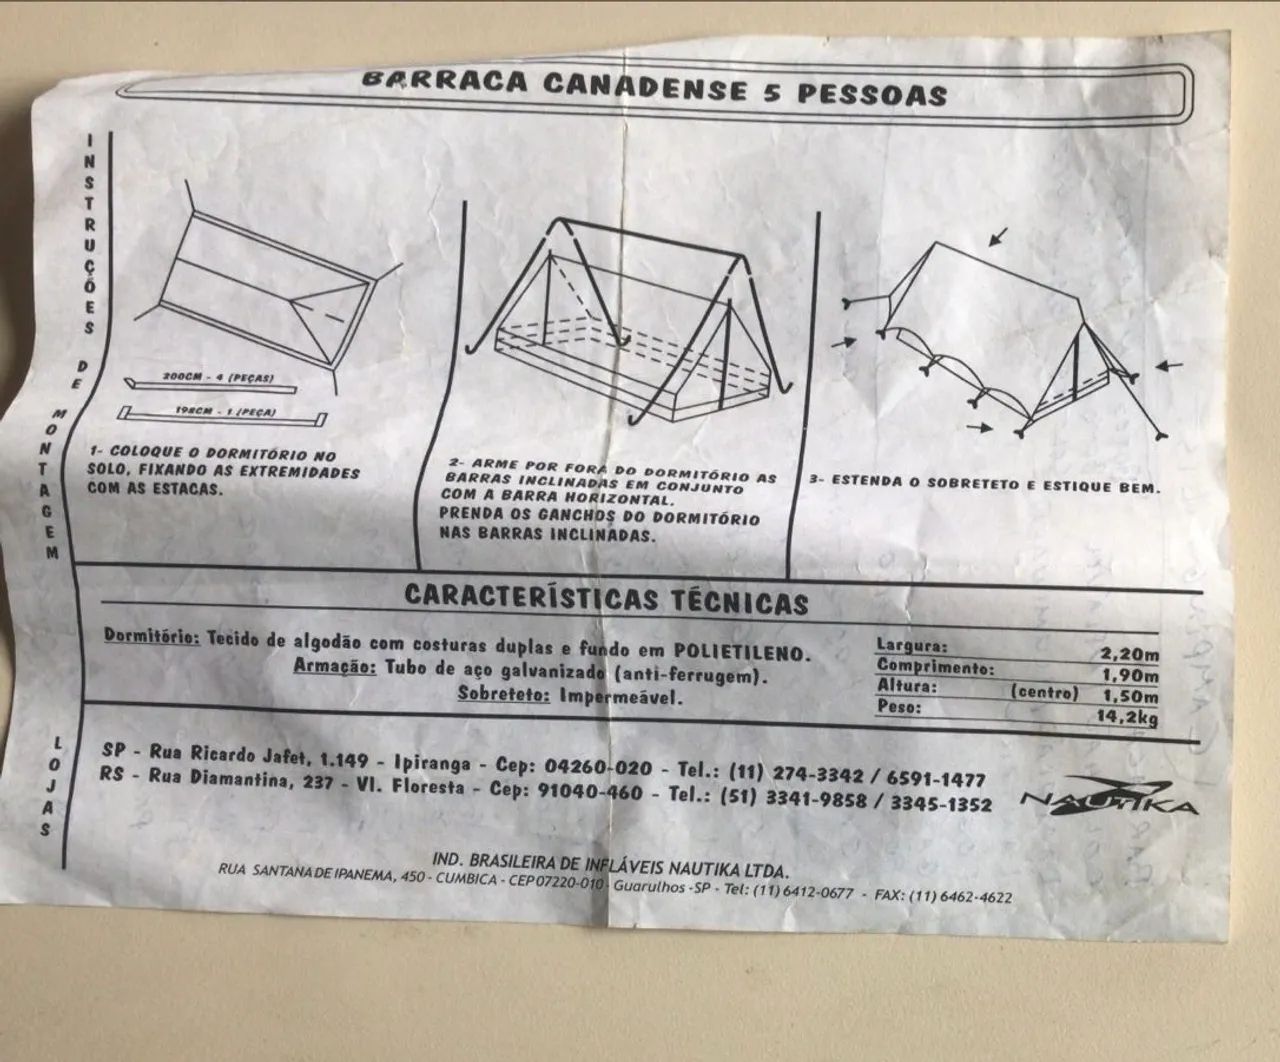 BARRACA CANADENSE 5 PESSOAS
INSTRUÇÕES DE MONTAGEM
200CM - 4 (PEÇAS)
198CM - 1 (PEÇA)
1- COLOQUE O DORMITÓRIO NO
SOLO, FIXANDO AS EXTREMIDADES
COM AS ESTACAS.
2- ARME POR FORA DO DORMITÓRIO AS
BARRAS INCLINADAS EM CONJUNTO
COM A BARRA HORIZONTAL.
PRENDA OS GANCHOS DO DORMITÓRIO
NAS BARRAS INCLINADAS.
3- ESTENDA O SOBRETETO E ESTIQUE BEM.
CARACTERÍSTICAS TÉCNICAS
Dormitório: Tecido de algodão com costuras duplas e fundo em POLIETILENO.
Armação: Tubo de aço galvanizado (anti-ferrugem).
Sobreteto: Impermeável.
Largura: 2,20m
Comprimento: 1,90m
Altura: (centro) 1,50m
Peso: 14,2kg
LOJAS
SP - Rua Ricardo Jafet, 1.149 - Ipiranga - Cep: 04260-020 - Tel.: (11) 274-3342 / 6591-1477
RS - Rua Diamantina, 237 - Vl. Floresta - Cep: 91040-460 - Tel.: (51) 3341-9858 / 3345-1352
NAUTIKA
IND. BRASILEIRA DE INFLÁVEIS NAUTIKA LTDA.
RUA SANTANA DE IPANEMA, 450 - CUMBICA - CEP 07220-010 - Guarulhos - SP - Tel: (11) 6412-0677 - FAX: (11) 6462-4622